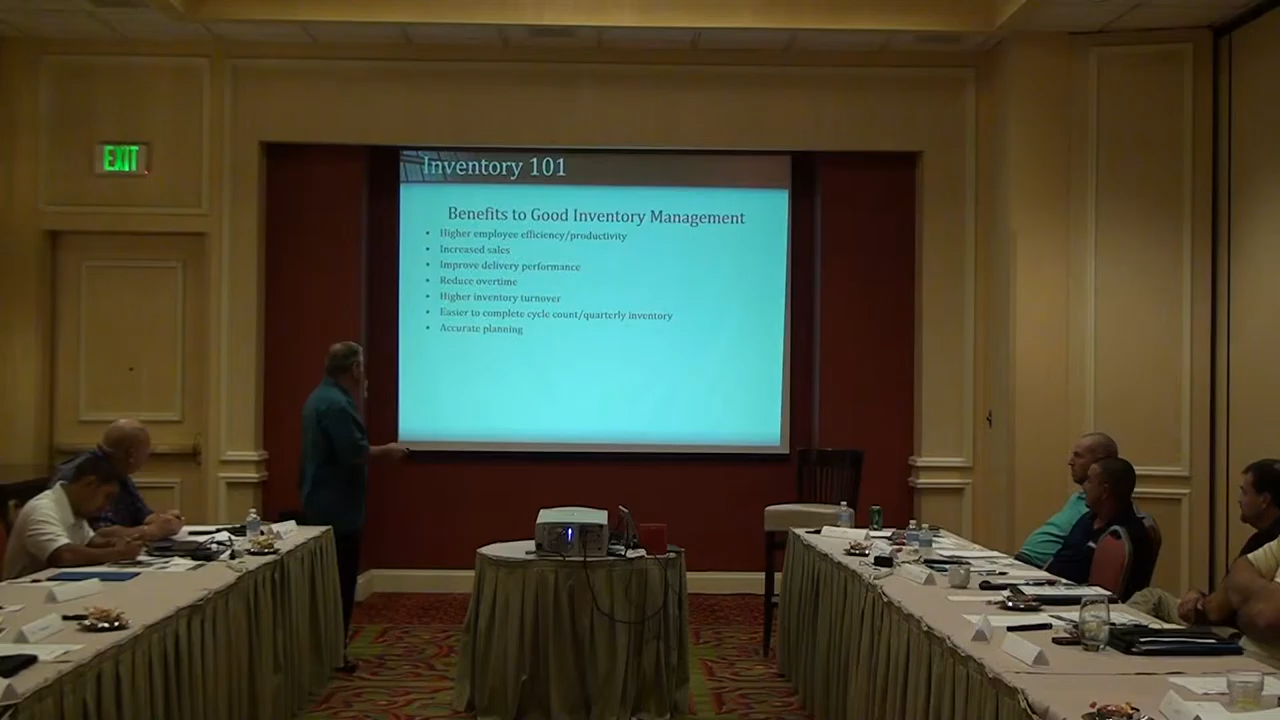 EXIT
Inventory 101
Benefits to Good Inventory Management
• Higher employee efficiency/productivity
• Increased sales
• Improve delivery performance
• Reduce overtime
• Higher inventory turnover
• Easier to complete cycle count/quarterly inventory
• Accurate planning